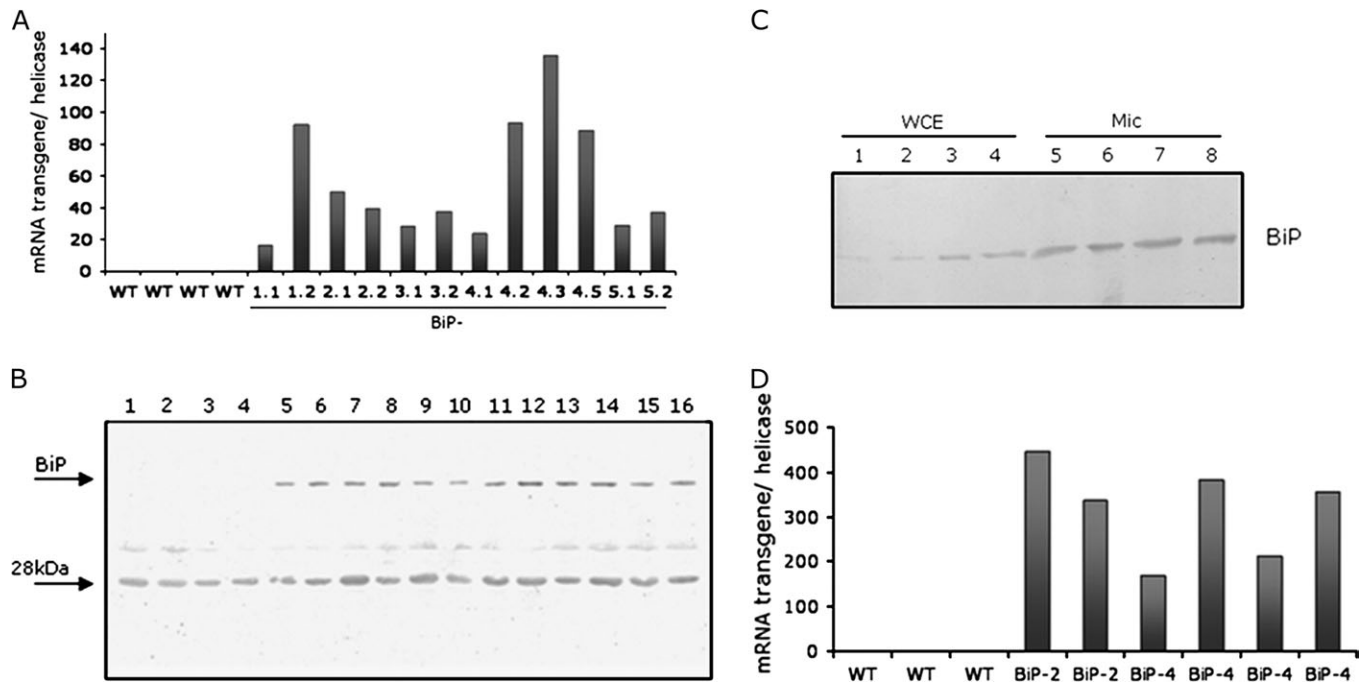 A
mRNA transgene/ helicase
140
120
100
80
60
40
20
0
WT WT WT WT 1.1 1.2 2.1 2.2 3.1 3.2 4.1 4.2 4.3 4.5 5.1 5.2
BiP-
C
WCE Mic
1 2 3 4 5 6 7 8
BiP
B
1 2 3 4 5 6 7 8 9 10 11 12 13 14 15 16
BiP
28kDa
D
mRNA transgene/ helicase
500
400
300
200
100
0
WT WT WT BiP-2 BiP-2 BiP-4 BiP-4 BiP-4 BiP-4